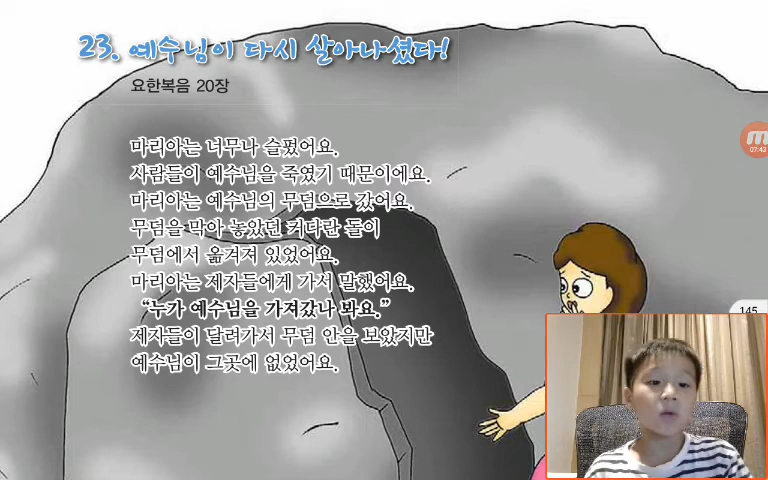 23. 예수님이 다시 살아나셨다!
요한복음 20장
마리아는 너무나 슬펐어요.
사람들이 예수님을 죽였기 때문이에요.
마리아는 예수님의 무덤으로 갔어요.
무덤을 막아 놓았던 커다란 돌이
무덤에서 옮겨져 있었어요.
마리아는 제자들에게 가서 말했어요.
“누가 예수님을 가져갔나 봐요.”
제자들이 달려가서 무덤 안을 보았지만
예수님이 그곳에 없었어요.
M
07:43
145